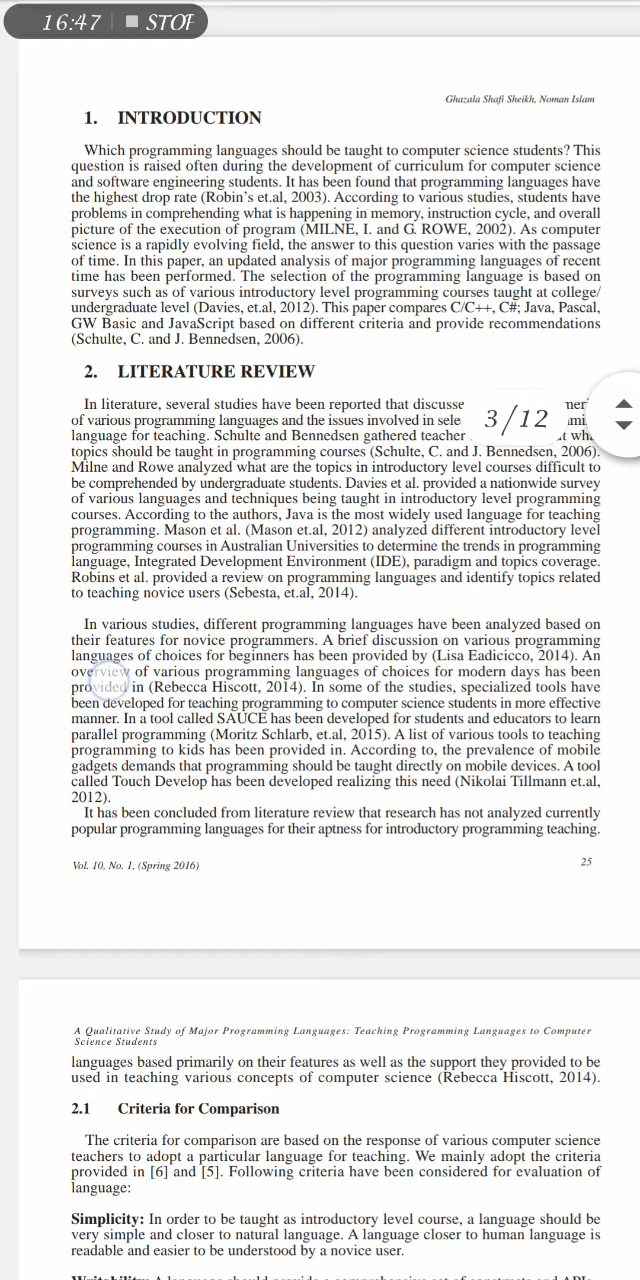 16:47 STOP
Ghazala Shafi Sheikh, Noman Islam
1. INTRODUCTION
Which programming languages should be taught to computer science students? This
question is raised often during the development of curriculum for computer science
and software engineering students. It has been found that programming languages have
the highest drop rate (Robin's et.al, 2003). According to various studies, students have
problems in comprehending what is happening in memory, instruction cycle, and overall
picture of the execution of program (MILNE, I. and G. ROWE, 2002). As computer
science is a rapidly evolving field, the answer to this question varies with the passage
of time. In this paper, an updated analysis of major programming languages of recent
time has been performed. The selection of the programming language is based on
surveys such as of various introductory level programming courses taught at college/
undergraduate level (Davies, et.al, 2012). This paper compares C/C++, C#; Java, Pascal,
GW Basic and JavaScript based on different criteria and provide recommendations
(Schulte, C. and J. Bennedsen, 2006).
2. LITERATURE REVIEW
In literature, several studies have been reported that discusse
of various programming languages and the issues involved in sele
3/12
language for teaching. Schulte and Bennedsen gathered teacher
topics should be taught in programming courses (Schulte, C. and J. Bennedsen, 2006).
Milne and Rowe analyzed what are the topics in introductory level courses difficult to
be comprehended by undergraduate students. Davies et al. provided a nationwide survey
of various languages and techniques being taught in introductory level programming
courses. According to the authors, Java is the most widely used language for teaching
programming. Mason et al. (Mason et.al, 2012) analyzed different introductory level
programming courses in Australian Universities to determine the trends in programming
language, Integrated Development Environment (IDE), paradigm and topics coverage.
Robins et al. provided a review on programming languages and identify topics related
to teaching novice users (Sebesta, et.al, 2014).
In various studies, different programming languages have been analyzed based on
their features for novice programmers. A brief discussion on various programming
languages of choices for beginners has been provided by (Lisa Eadicicco, 2014). An
overview of various programming languages of choices for modern days has been
provided in (Rebecca Hiscott, 2014). In some of the studies, specialized tools have
been developed for teaching programming to computer science students in more effective
manner. In a tool called SAUCE has been developed for students and educators to learn
parallel programming (Moritz Schlarb, et.al, 2015). A list of various tools to teaching
programming to kids has been provided in. According to, the prevalence of mobile
gadgets demands that programming should be taught directly on mobile devices. A tool
called Touch Develop has been developed realizing this need (Nikolai Tillmann et.al,
2012).
It has been concluded from literature review that research has not analyzed currently
popular programming languages for their aptness for introductory programming teaching.
Vol. 10, No. 1, (Spring 2016) 25
A Qualitative Study of Major Programming Languages: Teaching Programming Languages to Computer
Science Students
languages based primarily on their features as well as the support they provided to be
used in teaching various concepts of computer science (Rebecca Hiscott, 2014).
2.1 Criteria for Comparison
The criteria for comparison are based on the response of various computer science
teachers to adopt a particular language for teaching. We mainly adopt the criteria
provided in [6] and [5]. Following criteria have been considered for evaluation of
language:
Simplicity: In order to be taught as introductory level course, a language should be
very simple and closer to natural language. A language closer to human language is
readable and easier to be understood by a novice user.